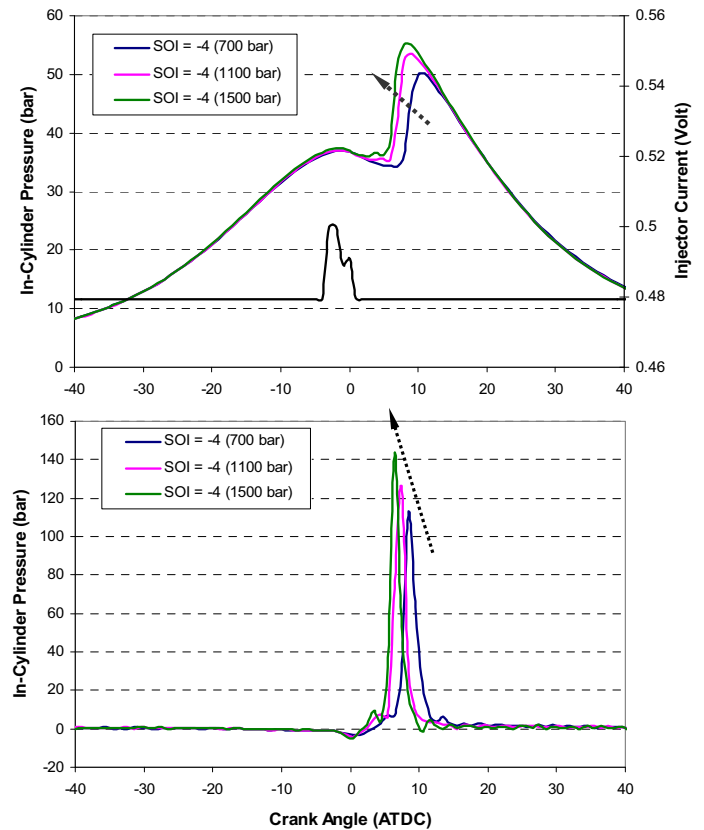 60
50
40
30
20
10
0
In-Cylinder Pressure (bar)
SOI = -4 (700 bar)
SOI = -4 (1100 bar)
SOI = -4 (1500 bar)
0.56
0.54
0.52
0.5
0.48
0.46
Injector Current (Volt)
-40 -30 -20 -10 0 10 20 30 40
160
140
120
100
80
60
40
20
0
-20
In-Cylinder Pressure (bar)
SOI = -4 (700 bar)
SOI = -4 (1100 bar)
SOI = -4 (1500 bar)
-40 -30 -20 -10 0 10 20 30 40
Crank Angle (ATDC)